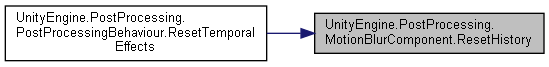 UnityEngine.PostProcessing.
PostProcessingBehaviour.ResetTemporal
Effects
UnityEngine.PostProcessing.
MotionBlurComponent.ResetHistory